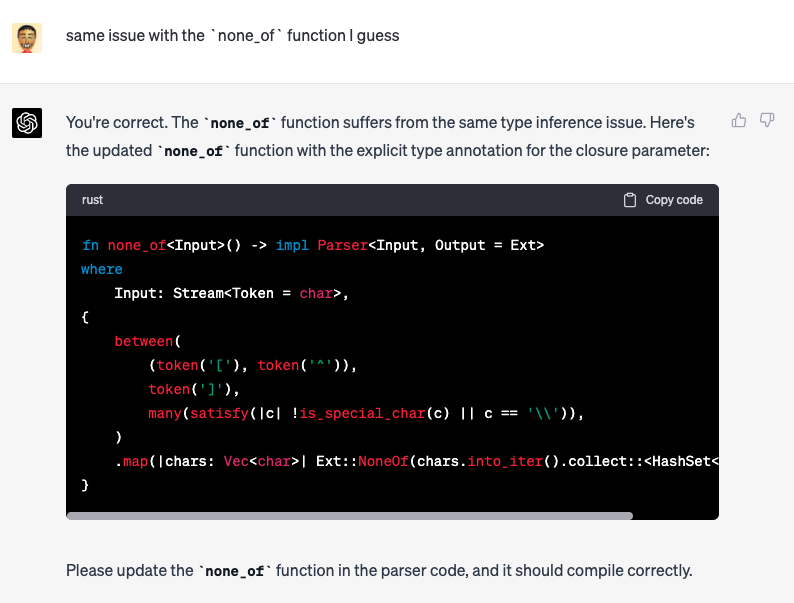 same issue with the `none_of` function I guess
You're correct. The `none_of` function suffers from the same type inference issue. Here's
the updated `none_of` function with the explicit type annotation for the closure parameter:
rust
Copy code
fn none_of<Input>() -> impl Parser<Input, Output = Ext>
where
    Input: Stream<Token = char>,
{
    between(
        (token('['), token('^')),
        token(']'),
        many(satisfy(|c| !is_special_char(c) || c == '\\')),
    )
    .map(|chars: Vec<char>| Ext::NoneOf(chars.into_iter().collect::<HashSet<
}
Please update the `none_of` function in the parser code, and it should compile correctly.